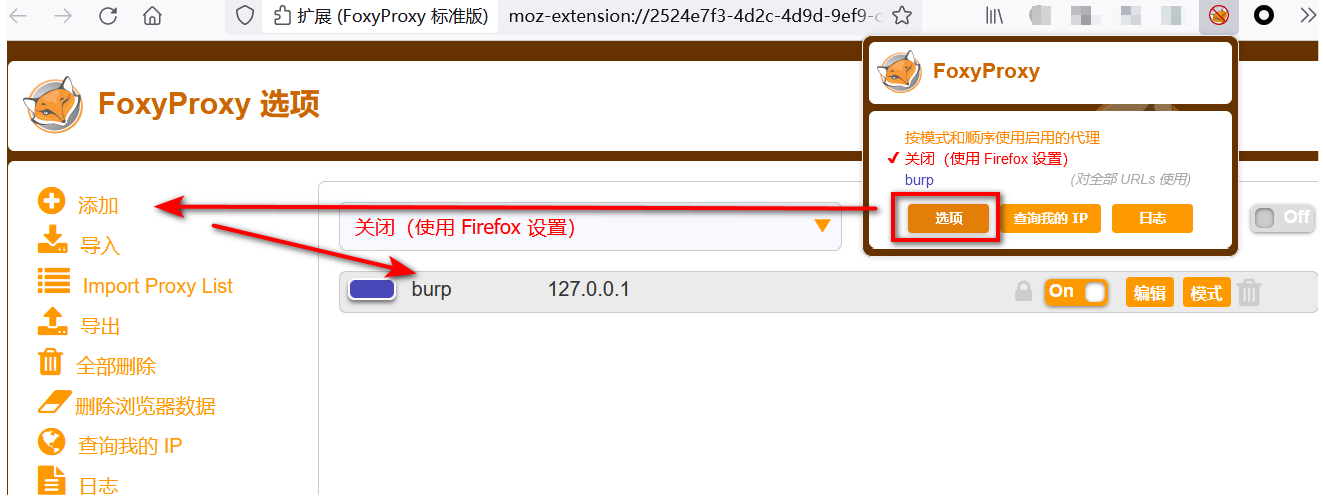 扩展 (FoxyProxy 标准版)
moz-extension://2524e7f3-4d2c-4d9d-9ef9-c
FoxyProxy 选项
FoxyProxy
按模式和顺序使用启用的代理
关闭（使用 Firefox 设置）
burp
(对全部 URLs 使用)
选项
查询我的 IP
日志
添加
导入
Import Proxy List
导出
全部删除
删除浏览器数据
查询我的 IP
日志
关闭（使用 Firefox 设置）
Off
burp
127.0.0.1
On
编辑
模式